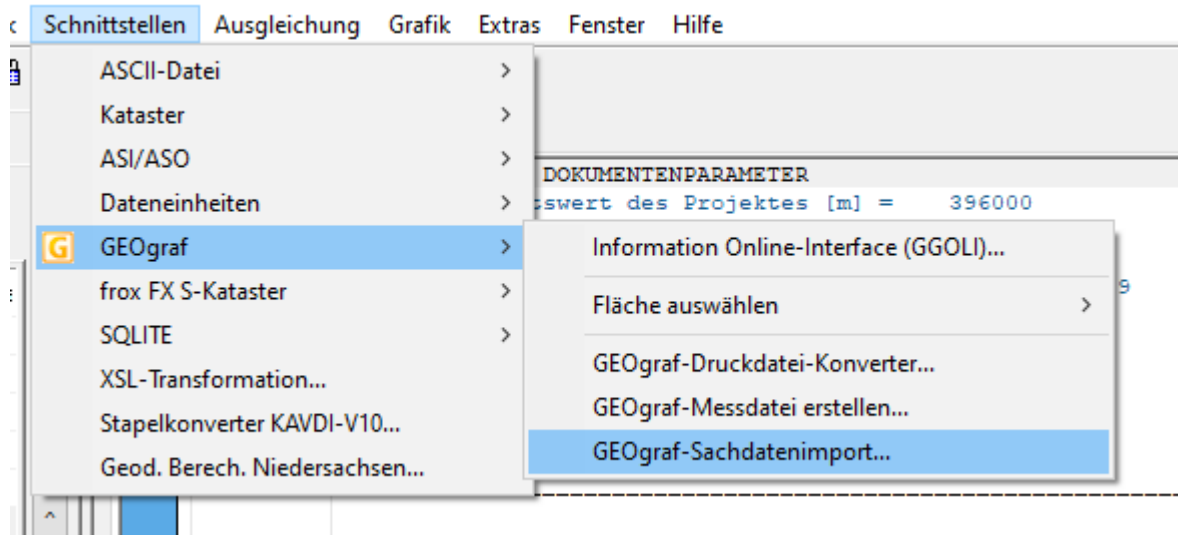 Schnittstellen Ausgleichung Grafik Extras Fenster Hilfe
ASCII-Datei
Kataster
ASI/ASO
DOKUMENTENPARAMETER
Dateneinheiten
des Projektes [m] = 396000
GEOgraf
Information Online-Interface (GGOLI)...
frox FX S-Kataster
9
Fläche auswählen
SQLITE
XSL-Transformation...
GEOgraf-Druckdatei-Konverter...
Stapelkonverter KAVDI-V10...
GEOgraf-Messdatei erstellen...
Geod. Berech. Niedersachsen...
GEOgraf-Sachdatenimport...